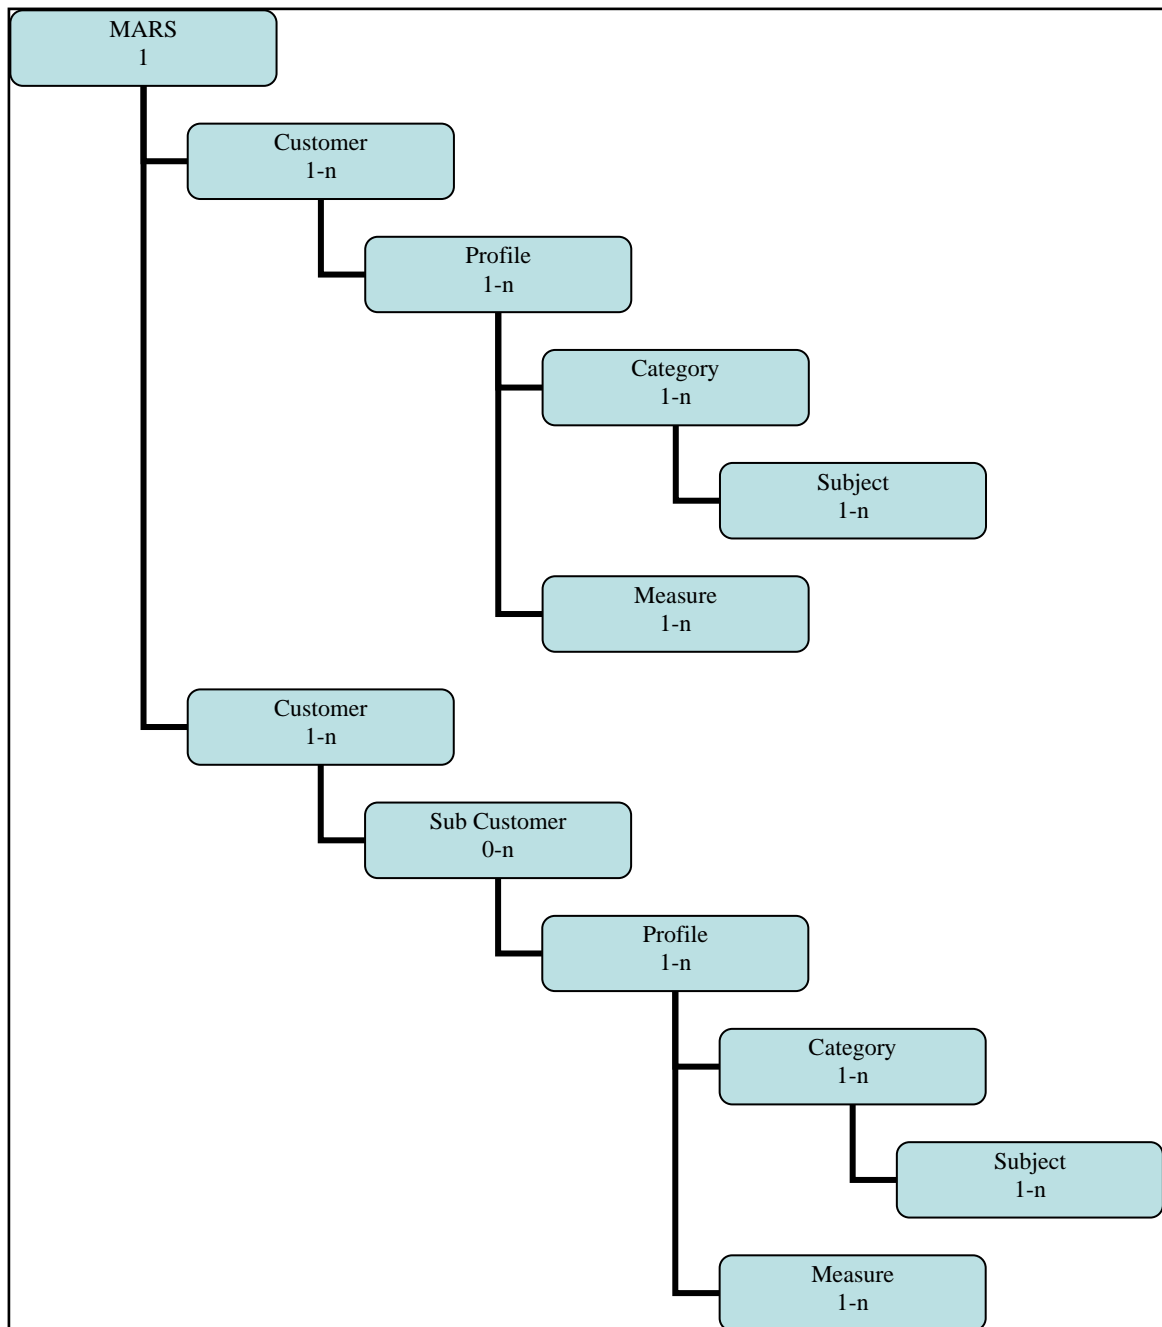 MARS
1
Customer
1-n
Profile
1-n
Category
1-n
Subject
1-n
Measure
1-n
Customer
1-n
Sub Customer
0-n
Profile
1-n
Category
1-n
Subject
1-n
Measure
1-n